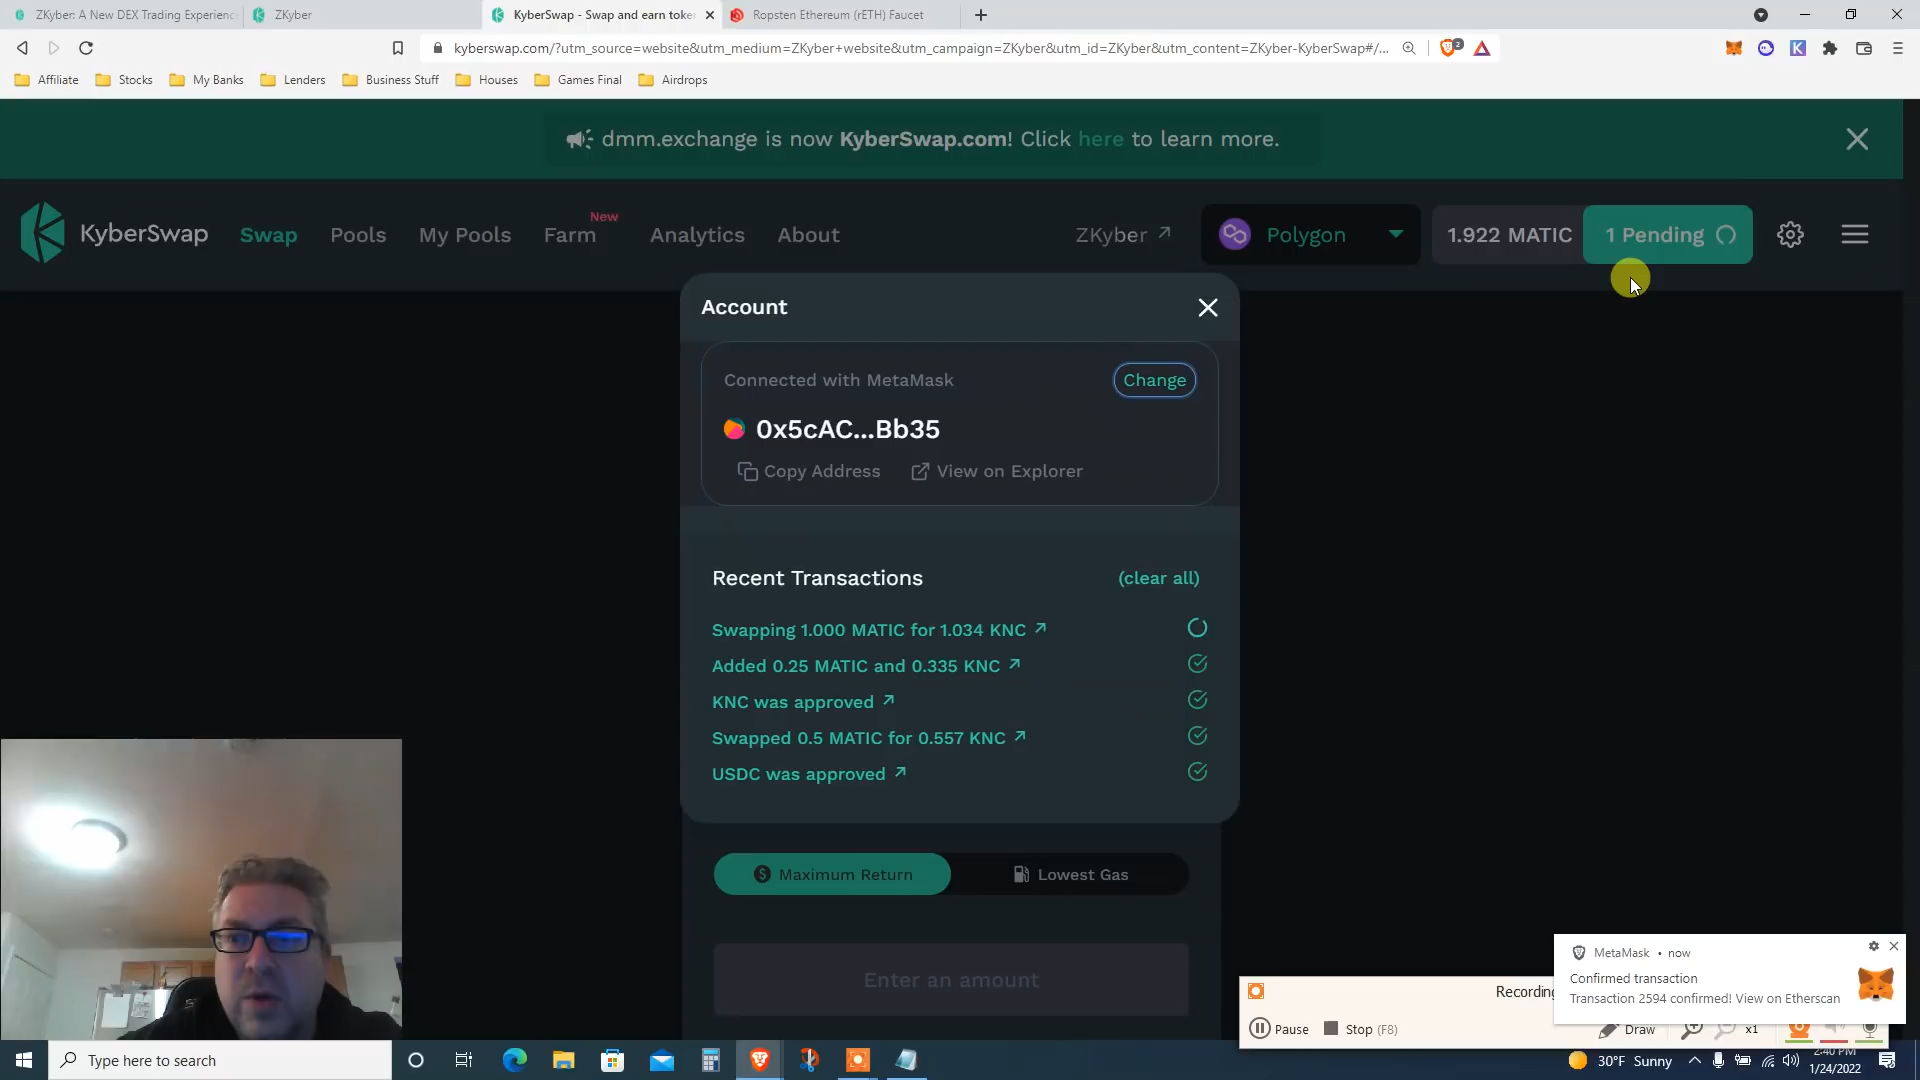 ZKyber: A New DEX Trading Experienc
ZKyber
KyberSwap - Swap and earn toke
Ropsten Ethereum (rETH) Faucet
kyberswap.com/?utm_source=website&utm_medium=ZKyber+website&utm_campaign=ZKyber&utm_id=ZKyber&utm_content=ZKyber-KyberSwap#/...
2
Affiliate
Stocks
My Banks
Lenders
Business Stuff
Houses
Games Final
Airdrops
dmm.exchange is now KyberSwap.com! Click here to learn more.
KyberSwap
Swap
Pools
My Pools
Farm
New
Analytics
About
ZKyber ↗
Polygon
1.922 MATIC
1 Pending
Account
Connected with MetaMask
Change
0x5cAC...Bb35
Copy Address
View on Explorer
Recent Transactions
(clear all)
Swapping 1.000 MATIC for 1.034 KNC ↗
Added 0.25 MATIC and 0.335 KNC ↗
KNC was approved ↗
Swapped 0.5 MATIC for 0.557 KNC ↗
USDC was approved ↗
Maximum Return
Lowest Gas
Enter an amount
MetaMask • now
Confirmed transaction
Transaction 2594 confirmed! View on Etherscan
Recording
Pause
Stop (F8)
Draw
x1
Type here to search
30°F Sunny
2:40 PM
1/24/2022